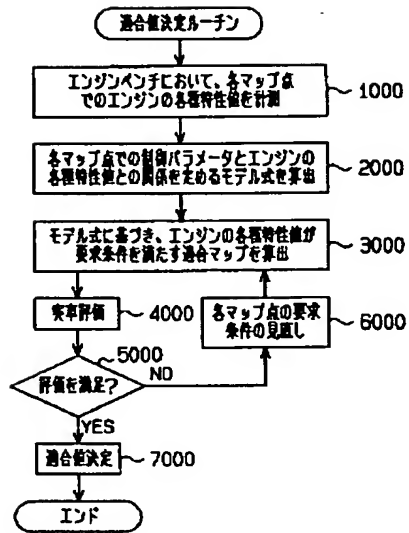 適合値決定ルーチン
エンジンベンチにおいて、各マップ点
でのエンジンの各種特性値を計測
1000
各マップ点での制御パラメータとエンジンの
各種特性値との関係を定めるモデル式を算出
2000
モデル式に基づき、エンジンの各種特性値が
要求条件を満たす適合マップを算出
3000
実車評価
4000
各マップ点の要求
条件の見直し
6000
5000
評価を満足?
NO
YES
適合値決定
7000
エンド